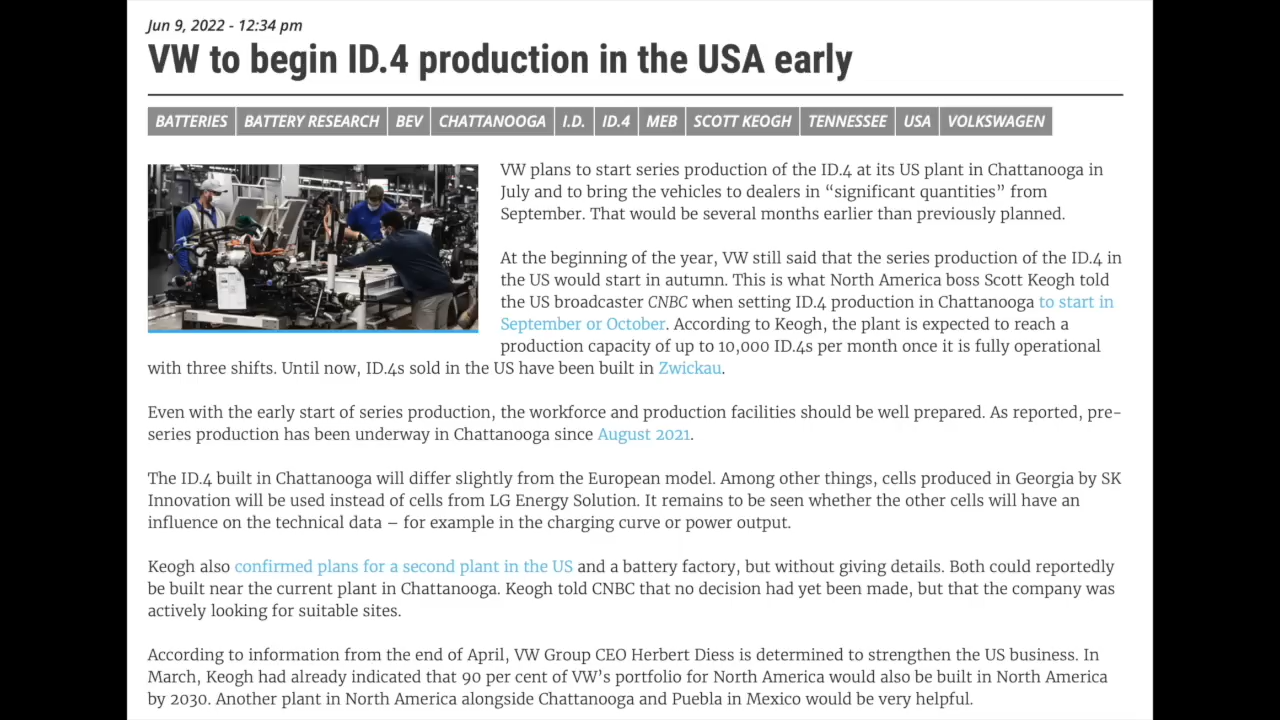 Jun 9, 2022 - 12:34 pm
VW to begin ID.4 production in the USA early
BATTERIES BATTERY RESEARCH BEV CHATTANOOGA I.D. ID.4 MEB SCOTT KEOGH TENNESSEE USA VOLKSWAGEN
VW plans to start series production of the ID.4 at its US plant in Chattanooga in
July and to bring the vehicles to dealers in “significant quantities” from
September. That would be several months earlier than previously planned.
At the beginning of the year, VW still said that the series production of the ID.4 in
the US would start in autumn. This is what North America boss Scott Keogh told
the US broadcaster CNBC when setting ID.4 production in Chattanooga to start in
September or October. According to Keogh, the plant is expected to reach a
production capacity of up to 10,000 ID.4s per month once it is fully operational
with three shifts. Until now, ID.4s sold in the US have been built in Zwickau.
Even with the early start of series production, the workforce and production facilities should be well prepared. As reported, pre-
series production has been underway in Chattanooga since August 2021.
The ID.4 built in Chattanooga will differ slightly from the European model. Among other things, cells produced in Georgia by SK
Innovation will be used instead of cells from LG Energy Solution. It remains to be seen whether the other cells will have an
influence on the technical data – for example in the charging curve or power output.
Keogh also confirmed plans for a second plant in the US and a battery factory, but without giving details. Both could reportedly
be built near the current plant in Chattanooga. Keogh told CNBC that no decision had yet been made, but that the company was
actively looking for suitable sites.
According to information from the end of April, VW Group CEO Herbert Diess is determined to strengthen the US business. In
March, Keogh had already indicated that 90 per cent of VW’s portfolio for North America would also be built in North America
by 2030. Another plant in North America alongside Chattanooga and Puebla in Mexico would be very helpful.